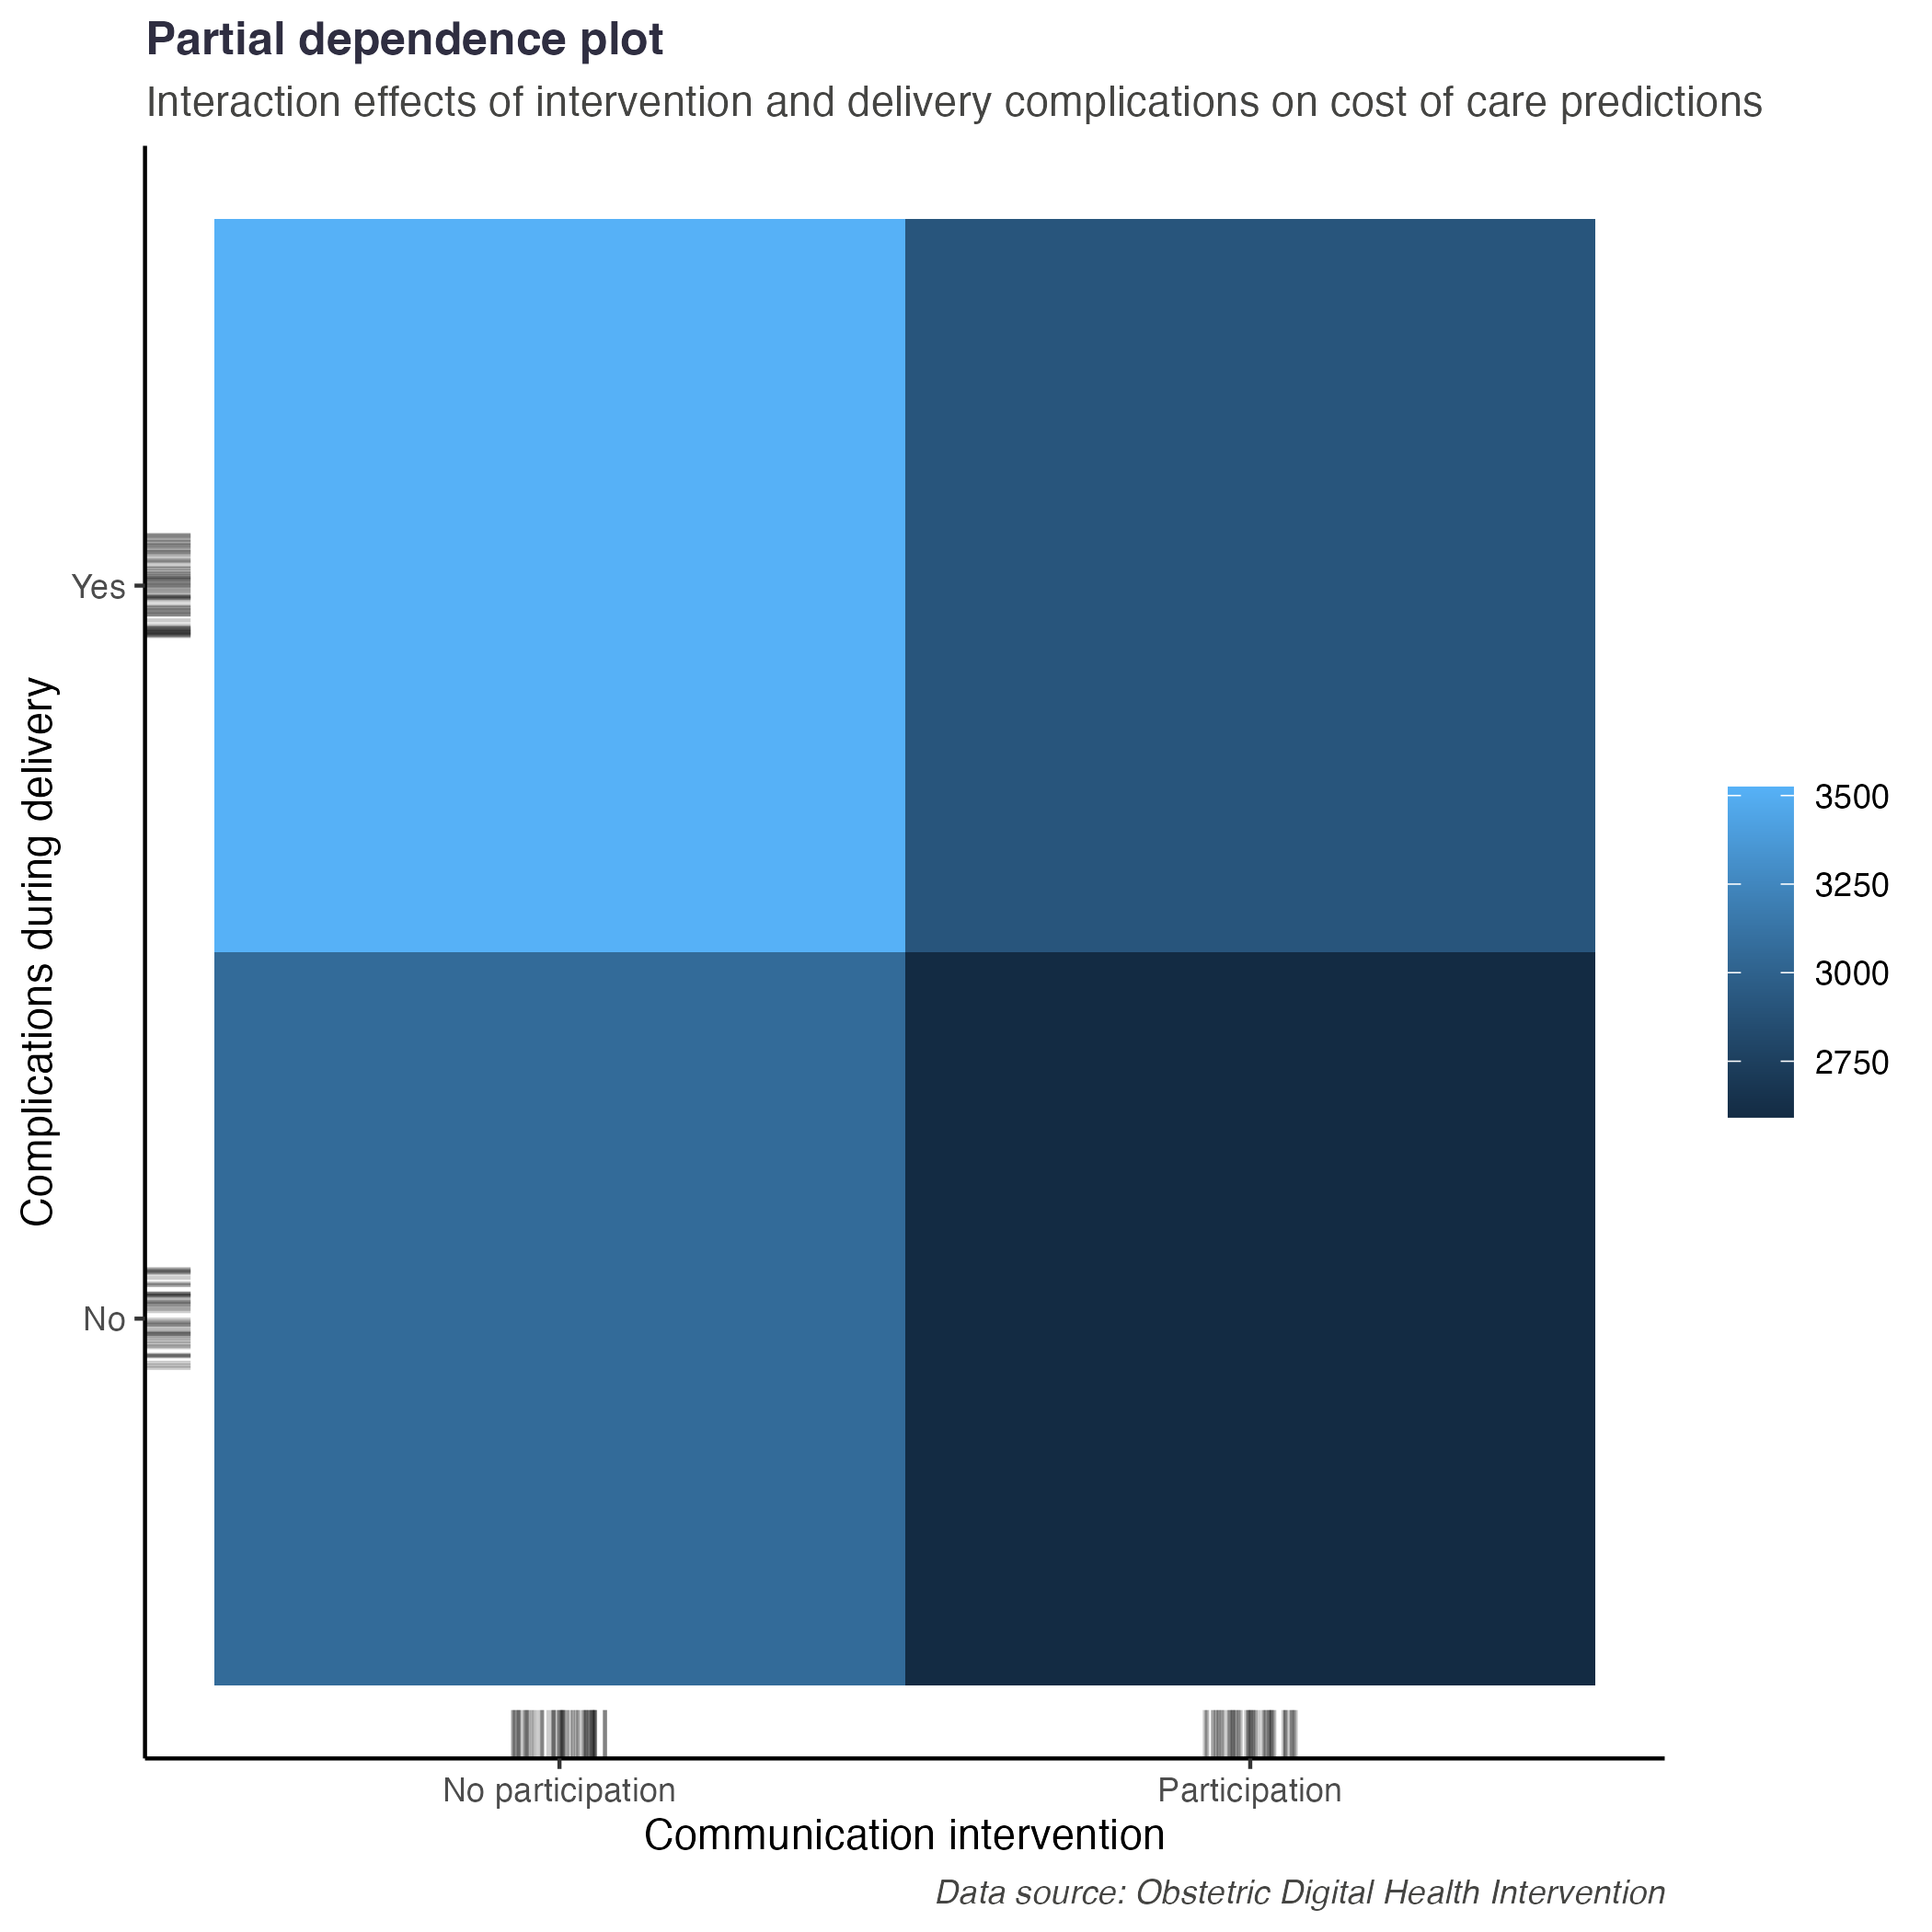 Partial dependence plot
Interaction effects of intervention and delivery complications on cost of care predictions
Complications during delivery
Yes
No
3500
3250
3000
2750
No participation
Participation
Communication intervention
Data source: Obstetric Digital Health Intervention